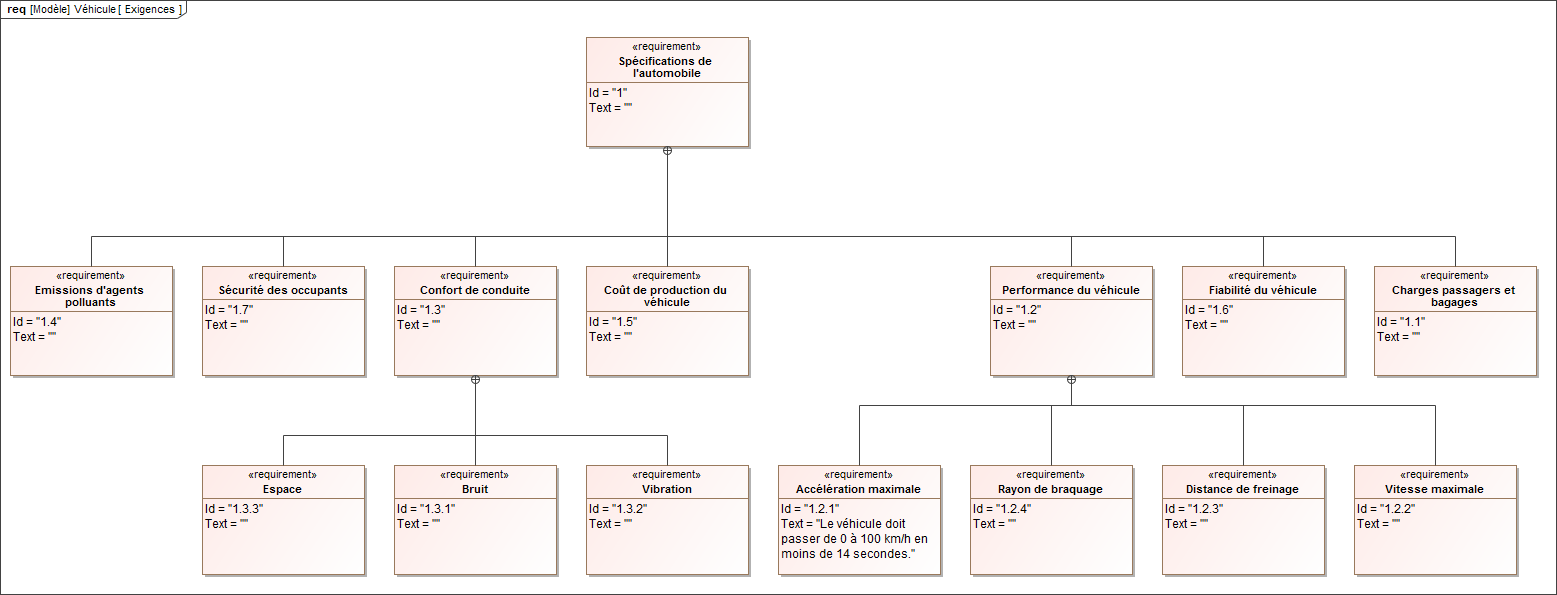 req [Modèle] Véhicule [ Exigences ]
«requirement»
Spécifications de
l'automobile
Id = "1"
Text = ""
«requirement»
Emissions d'agents
polluants
Id = "1.4"
Text = ""
«requirement»
Sécurité des occupants
Id = "1.7"
Text = ""
«requirement»
Confort de conduite
Id = "1.3"
Text = ""
«requirement»
Coût de production du
véhicule
Id = "1.5"
Text = ""
«requirement»
Performance du véhicule
Id = "1.2"
Text = ""
«requirement»
Fiabilité du véhicule
Id = "1.6"
Text = ""
«requirement»
Charges passagers et
bagages
Id = "1.1"
Text = ""
«requirement»
Espace
Id = "1.3.3"
Text = ""
«requirement»
Bruit
Id = "1.3.1"
Text = ""
«requirement»
Vibration
Id = "1.3.2"
Text = ""
«requirement»
Accélération maximale
Id = "1.2.1"
Text = "Le véhicule doit
passer de 0 à 100 km/h en
moins de 14 secondes."
«requirement»
Rayon de braquage
Id = "1.2.4"
Text = ""
«requirement»
Distance de freinage
Id = "1.2.3"
Text = ""
«requirement»
Vitesse maximale
Id = "1.2.2"
Text = ""